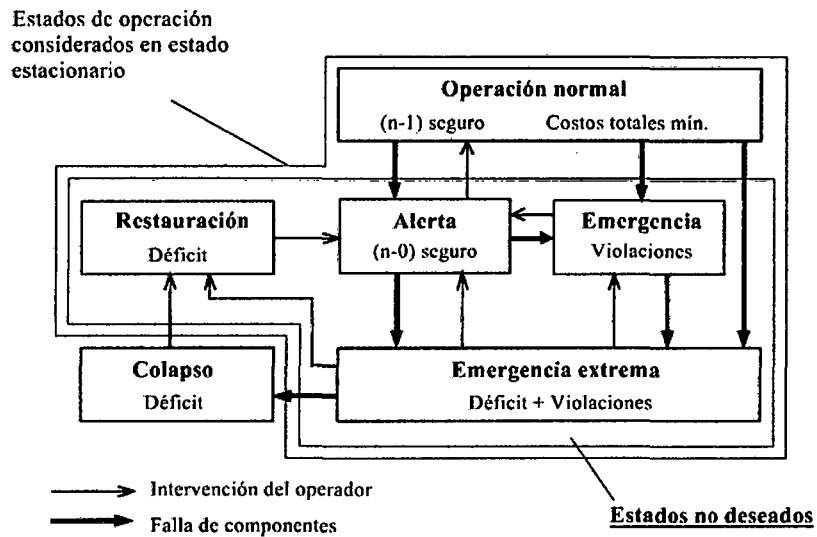 Estados de operación
considerados en estado
estacionario
Operación normal
(n-1) seguro Costos totales mín.
Restauración
Déficit
Alerta
(n-0) seguro
Emergencia
Violaciones
Colapso
Déficit
Emergencia extrema
Déficit + Violaciones
Intervención del operador
Falla de componentes
Estados no deseados